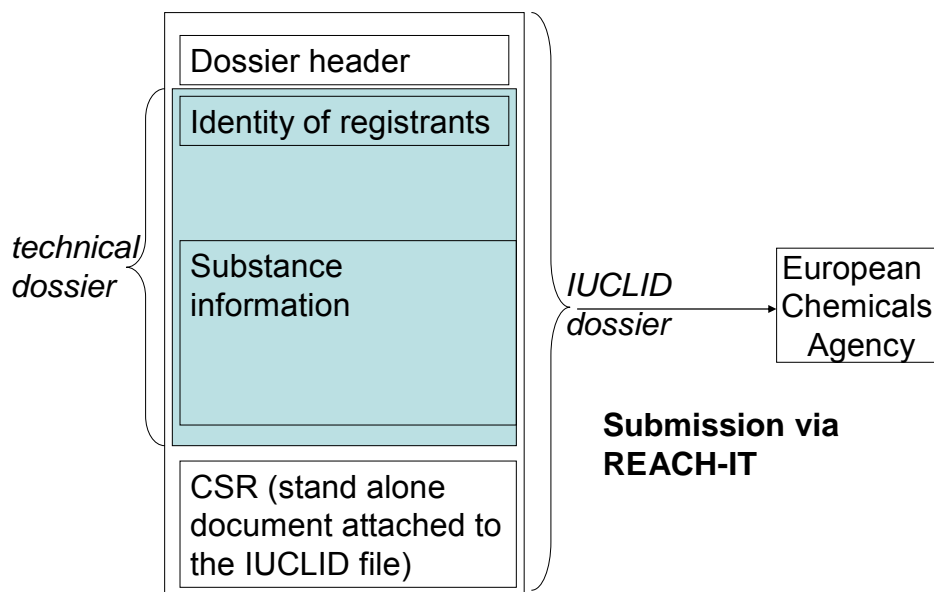 Dossier header
Identity of registrants
technical
dossier
Substance
information
IUCLID
dossier
European
Chemicals
Agency
Submission via
REACH-IT
CSR (stand alone
document attached to
the IUCLID file)